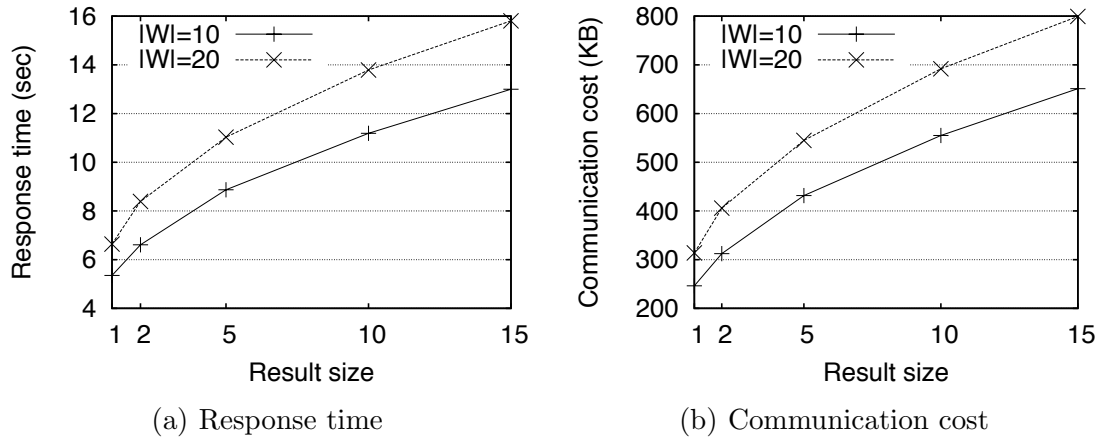 16
14
12
10
8
6
4
1 2 5 10 15
Response time (sec)
Result size
|W|=10
|W|=20
(a) Response time
800
700
600
500
400
300
200
1 2 5 10 15
Communication cost (KB)
Result size
|W|=10
|W|=20
(b) Communication cost